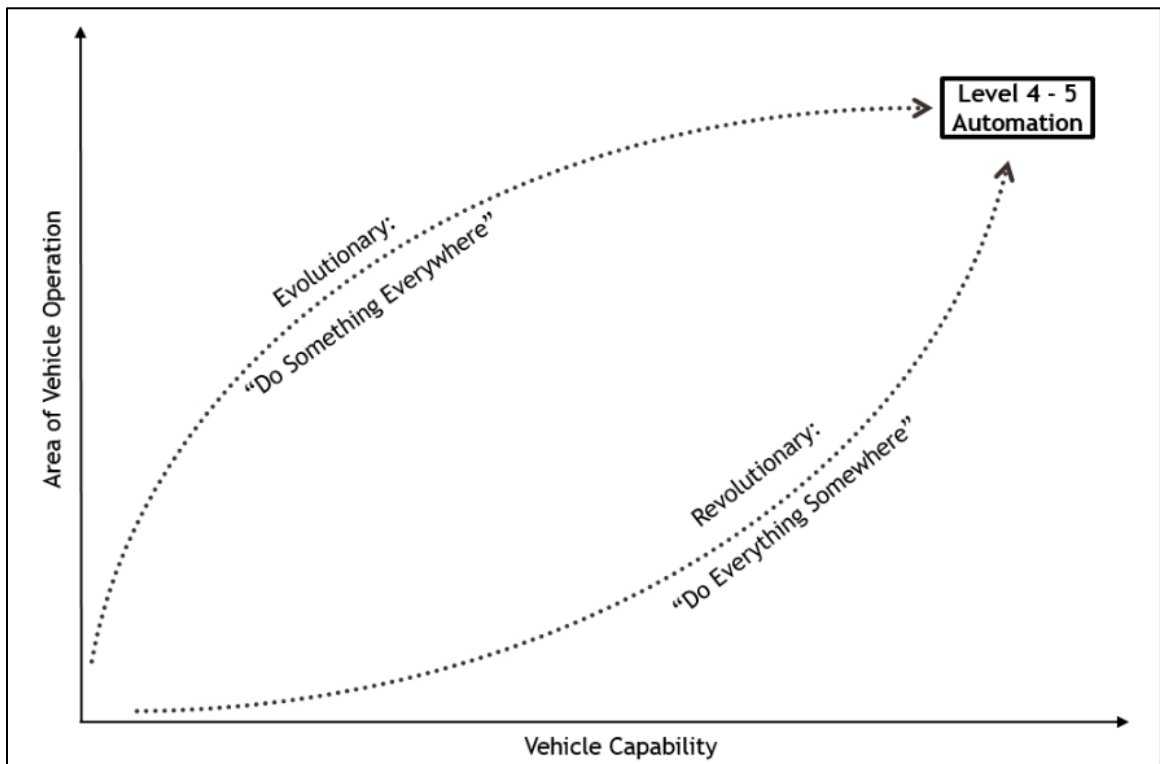 Level 4 - 5
Automation
Evolutionary:
“Do Something Everywhere”
Area of Vehicle Operation
Revolutionary:
“Do Everything Somewhere”
Vehicle Capability